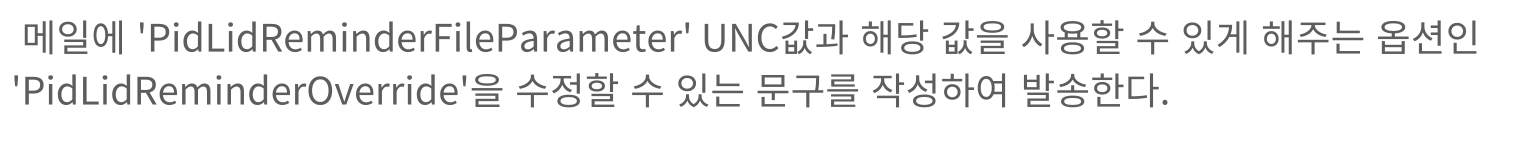 메일에 'PidLidReminderFileParameter' UNC값과 해당 값을 사용할 수 있게 해주는 옵션인
'PidLidReminderOverride'을 수정할 수 있는 문구를 작성하여 발송한다.